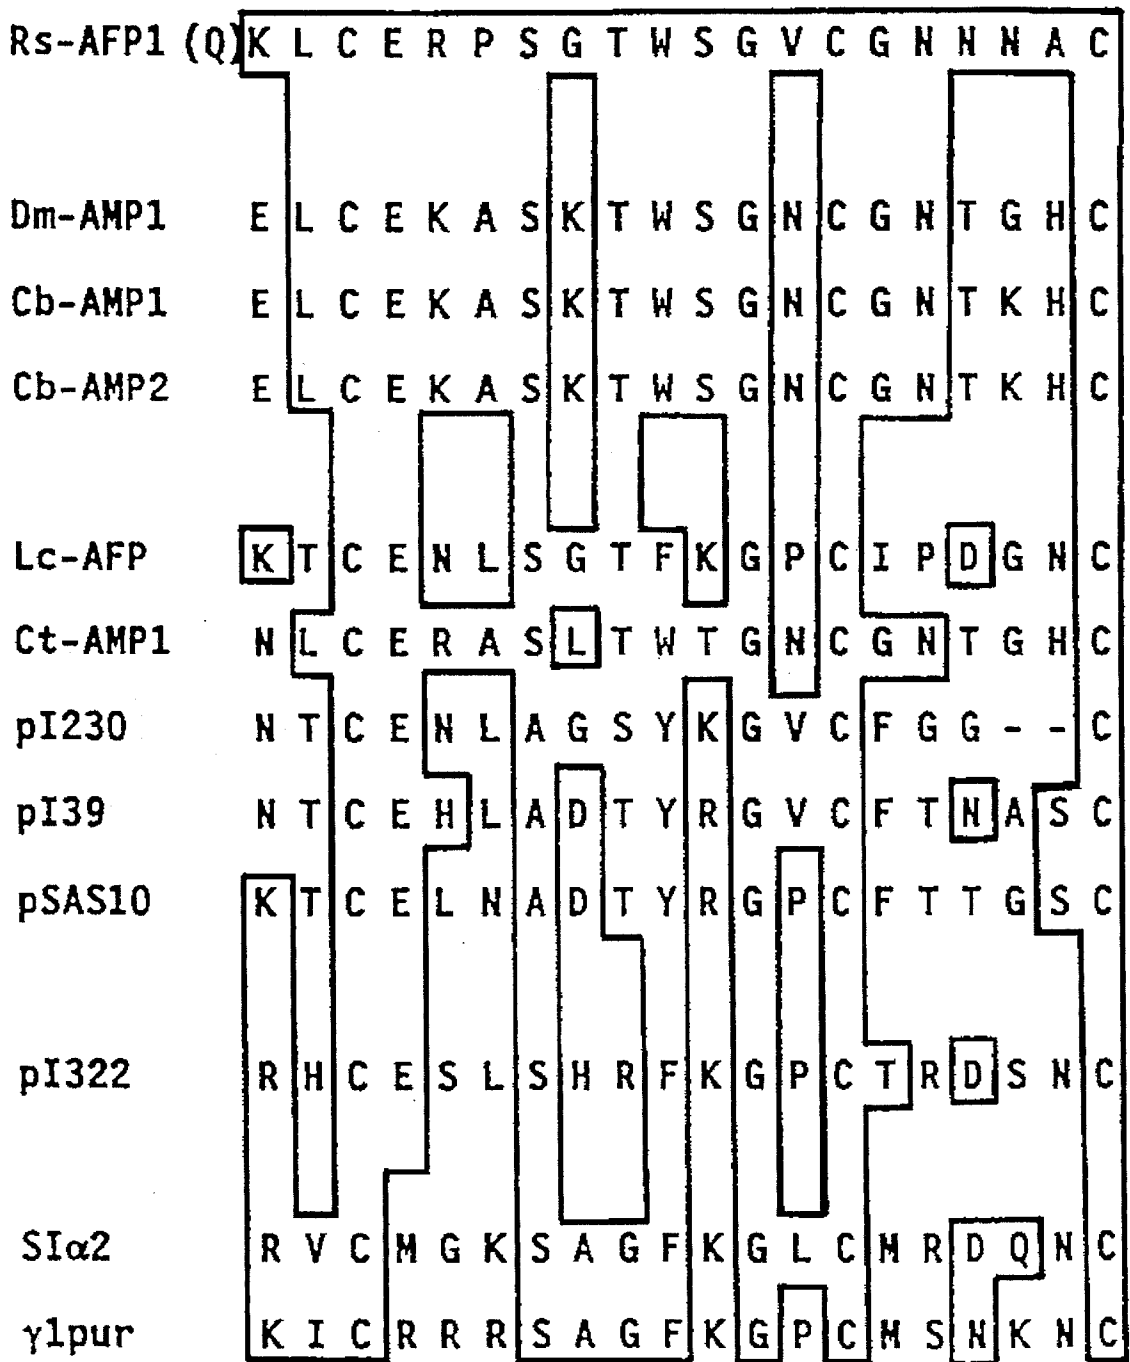 Rs-AFP1 (Q) K L C E R P S G T W S G V C G N N N A C
Dm-AMP1 E L C E K A S K T W S G N C G N T G H C
Cb-AMP1 E L C E K A S K T W S G N C G N T K H C
Cb-AMP2 E L C E K A S K T W S G N C G N T K H C
Lc-AFP K T C E N L S G T F K G P C I P D G N C
Ct-AMP1 N L C E R A S L T W T G N C G N T G H C
pI230 N T C E N L A G S Y K G V C F G G - - C
pI39 N T C E H L A D T Y R G V C F T N A S C
pSAS10 K T C E L N A D T Y R G P C F T T G S C
pI322 R H C E S L S H R F K G P C T R D S N C
SIα2 R V C M G K S A G F K G L C M R D Q N C
γ1pur K I C R R R S A G F K G P C M S N K N C